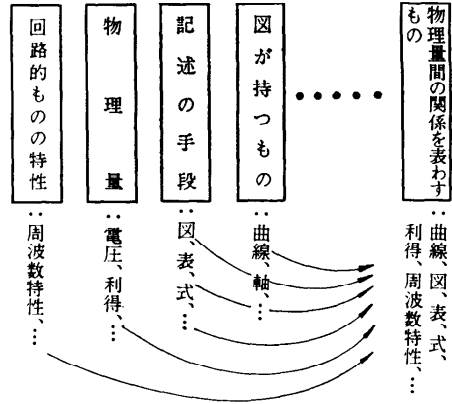 回路的ものの特性
:周波数特性、…
物理量
:電圧、利得、…
記述の手段
:図、表、式、…
図が持つもの
:曲線、軸、…
……
物理量間の関係を表わす
もの
:曲線、図、表、式、
利得、周波数特性、…